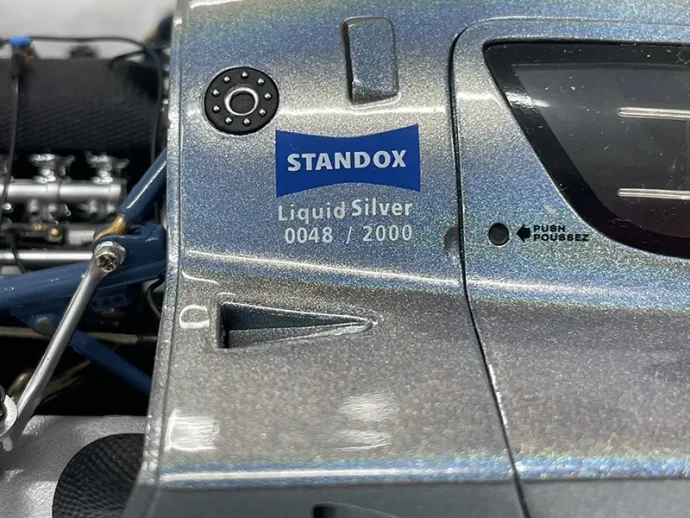 STANDOX
Liquid Silver
0048 / 2000
PUSH
POUSSEZ